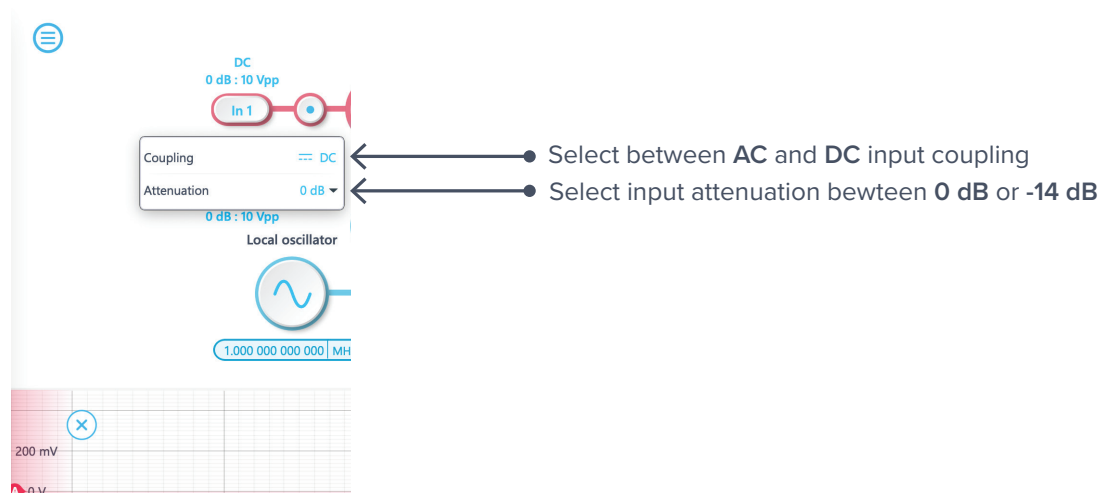 DC
0 dB : 10 Vpp
In 1
Coupling DC
Select between AC and DC input coupling
Attenuation 0 dB
Select input attenuation bewteen 0 dB or -14 dB
0 dB : 10 Vpp
Local oscillator
1.000 000 000 000 MH
200 mV
0 V